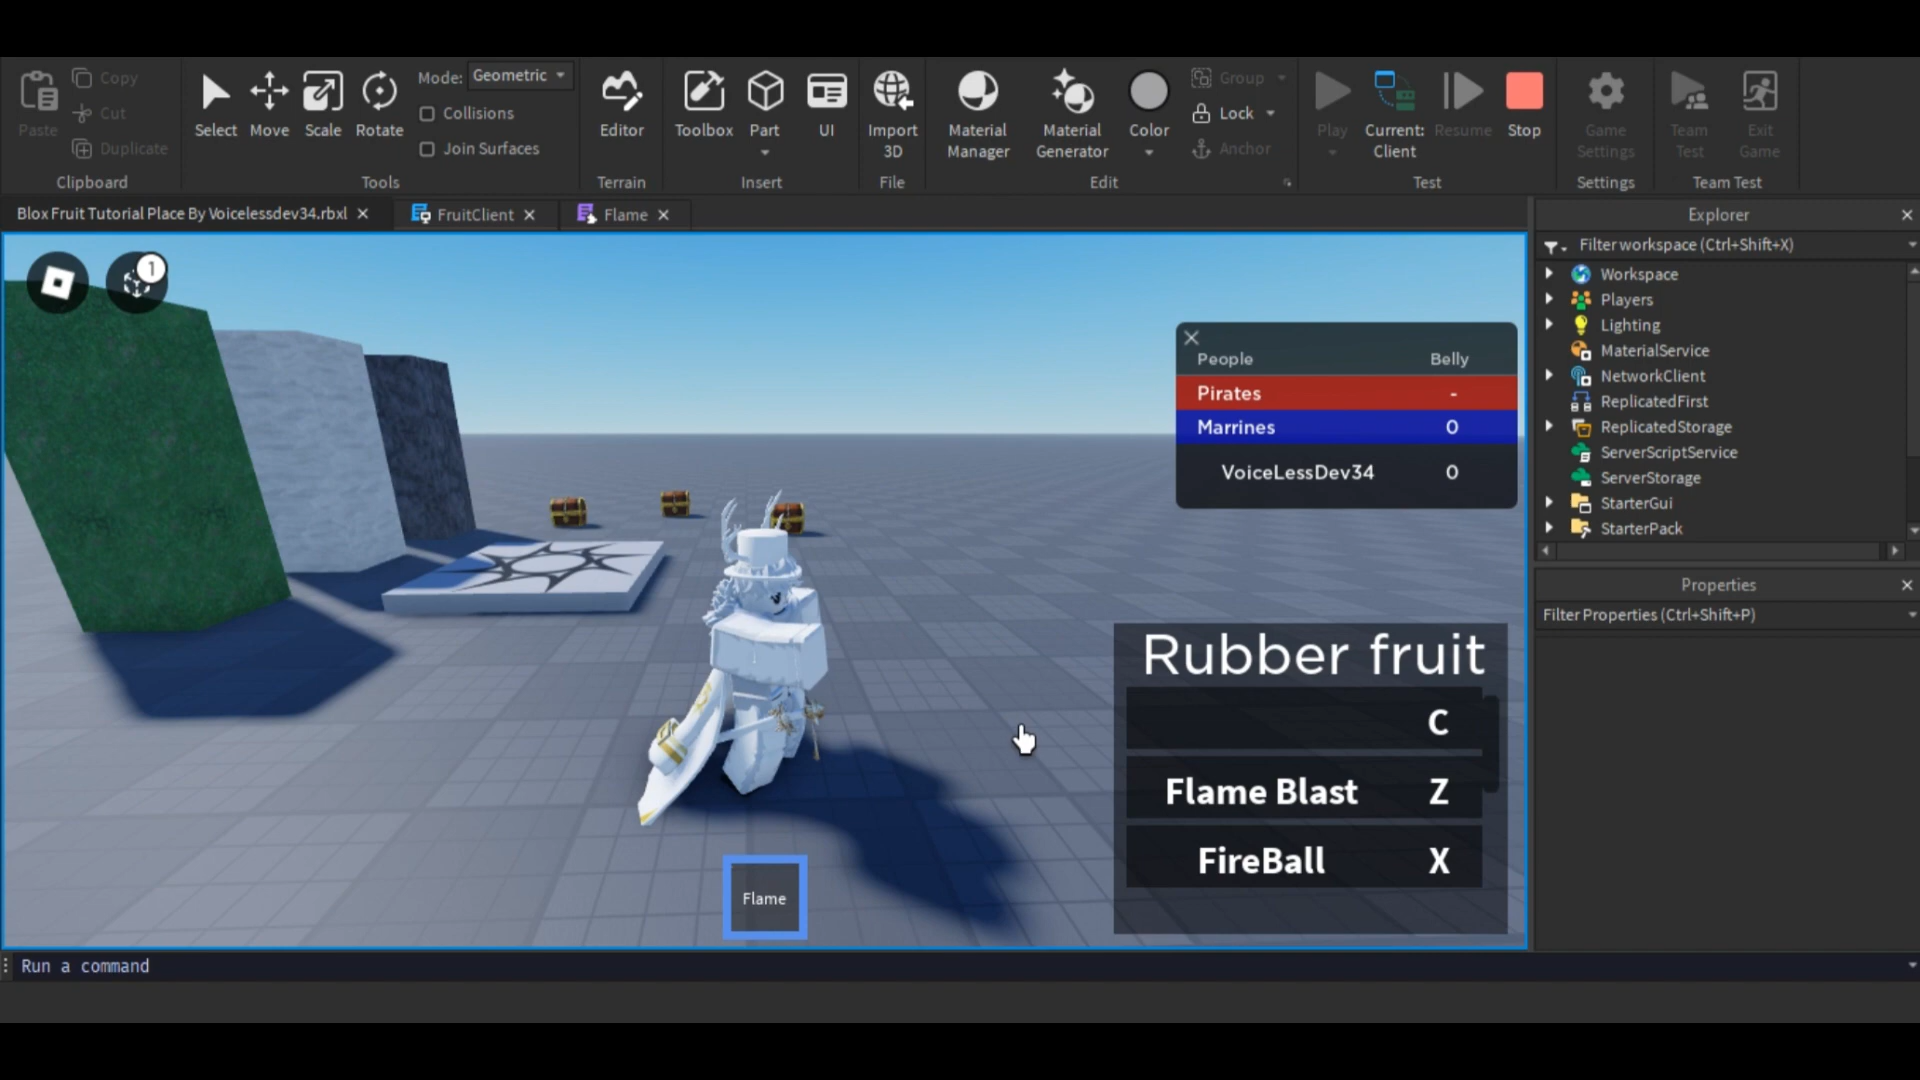 Paste
Copy
Cut
Duplicate
Clipboard
Select
Move
Scale
Rotate
Mode: Geometric
Collisions
Join Surfaces
Tools
Editor
Terrain
Toolbox
Part
UI
Insert
Import
3D
File
Material
Manager
Material
Generator
Color
Group
Lock
Anchor
Edit
Play
Current:
Client
Resume
Stop
Test
Game
Settings
Settings
Team
Test
Exit
Game
Team Test
Blox Fruit Tutorial Place By Voicelessdev34.rbxl
FruitClient
Flame
1
People Belly
Pirates -
Marrines 0
VoiceLessDev34 0
Rubber fruit
C
Flame Blast Z
FireBall X
Flame
Explorer
Filter workspace (Ctrl+Shift+X)
Workspace
Players
Lighting
MaterialService
NetworkClient
ReplicatedFirst
ReplicatedStorage
ServerScriptService
ServerStorage
StarterGui
StarterPack
Properties
Filter Properties (Ctrl+Shift+P)
Run a command